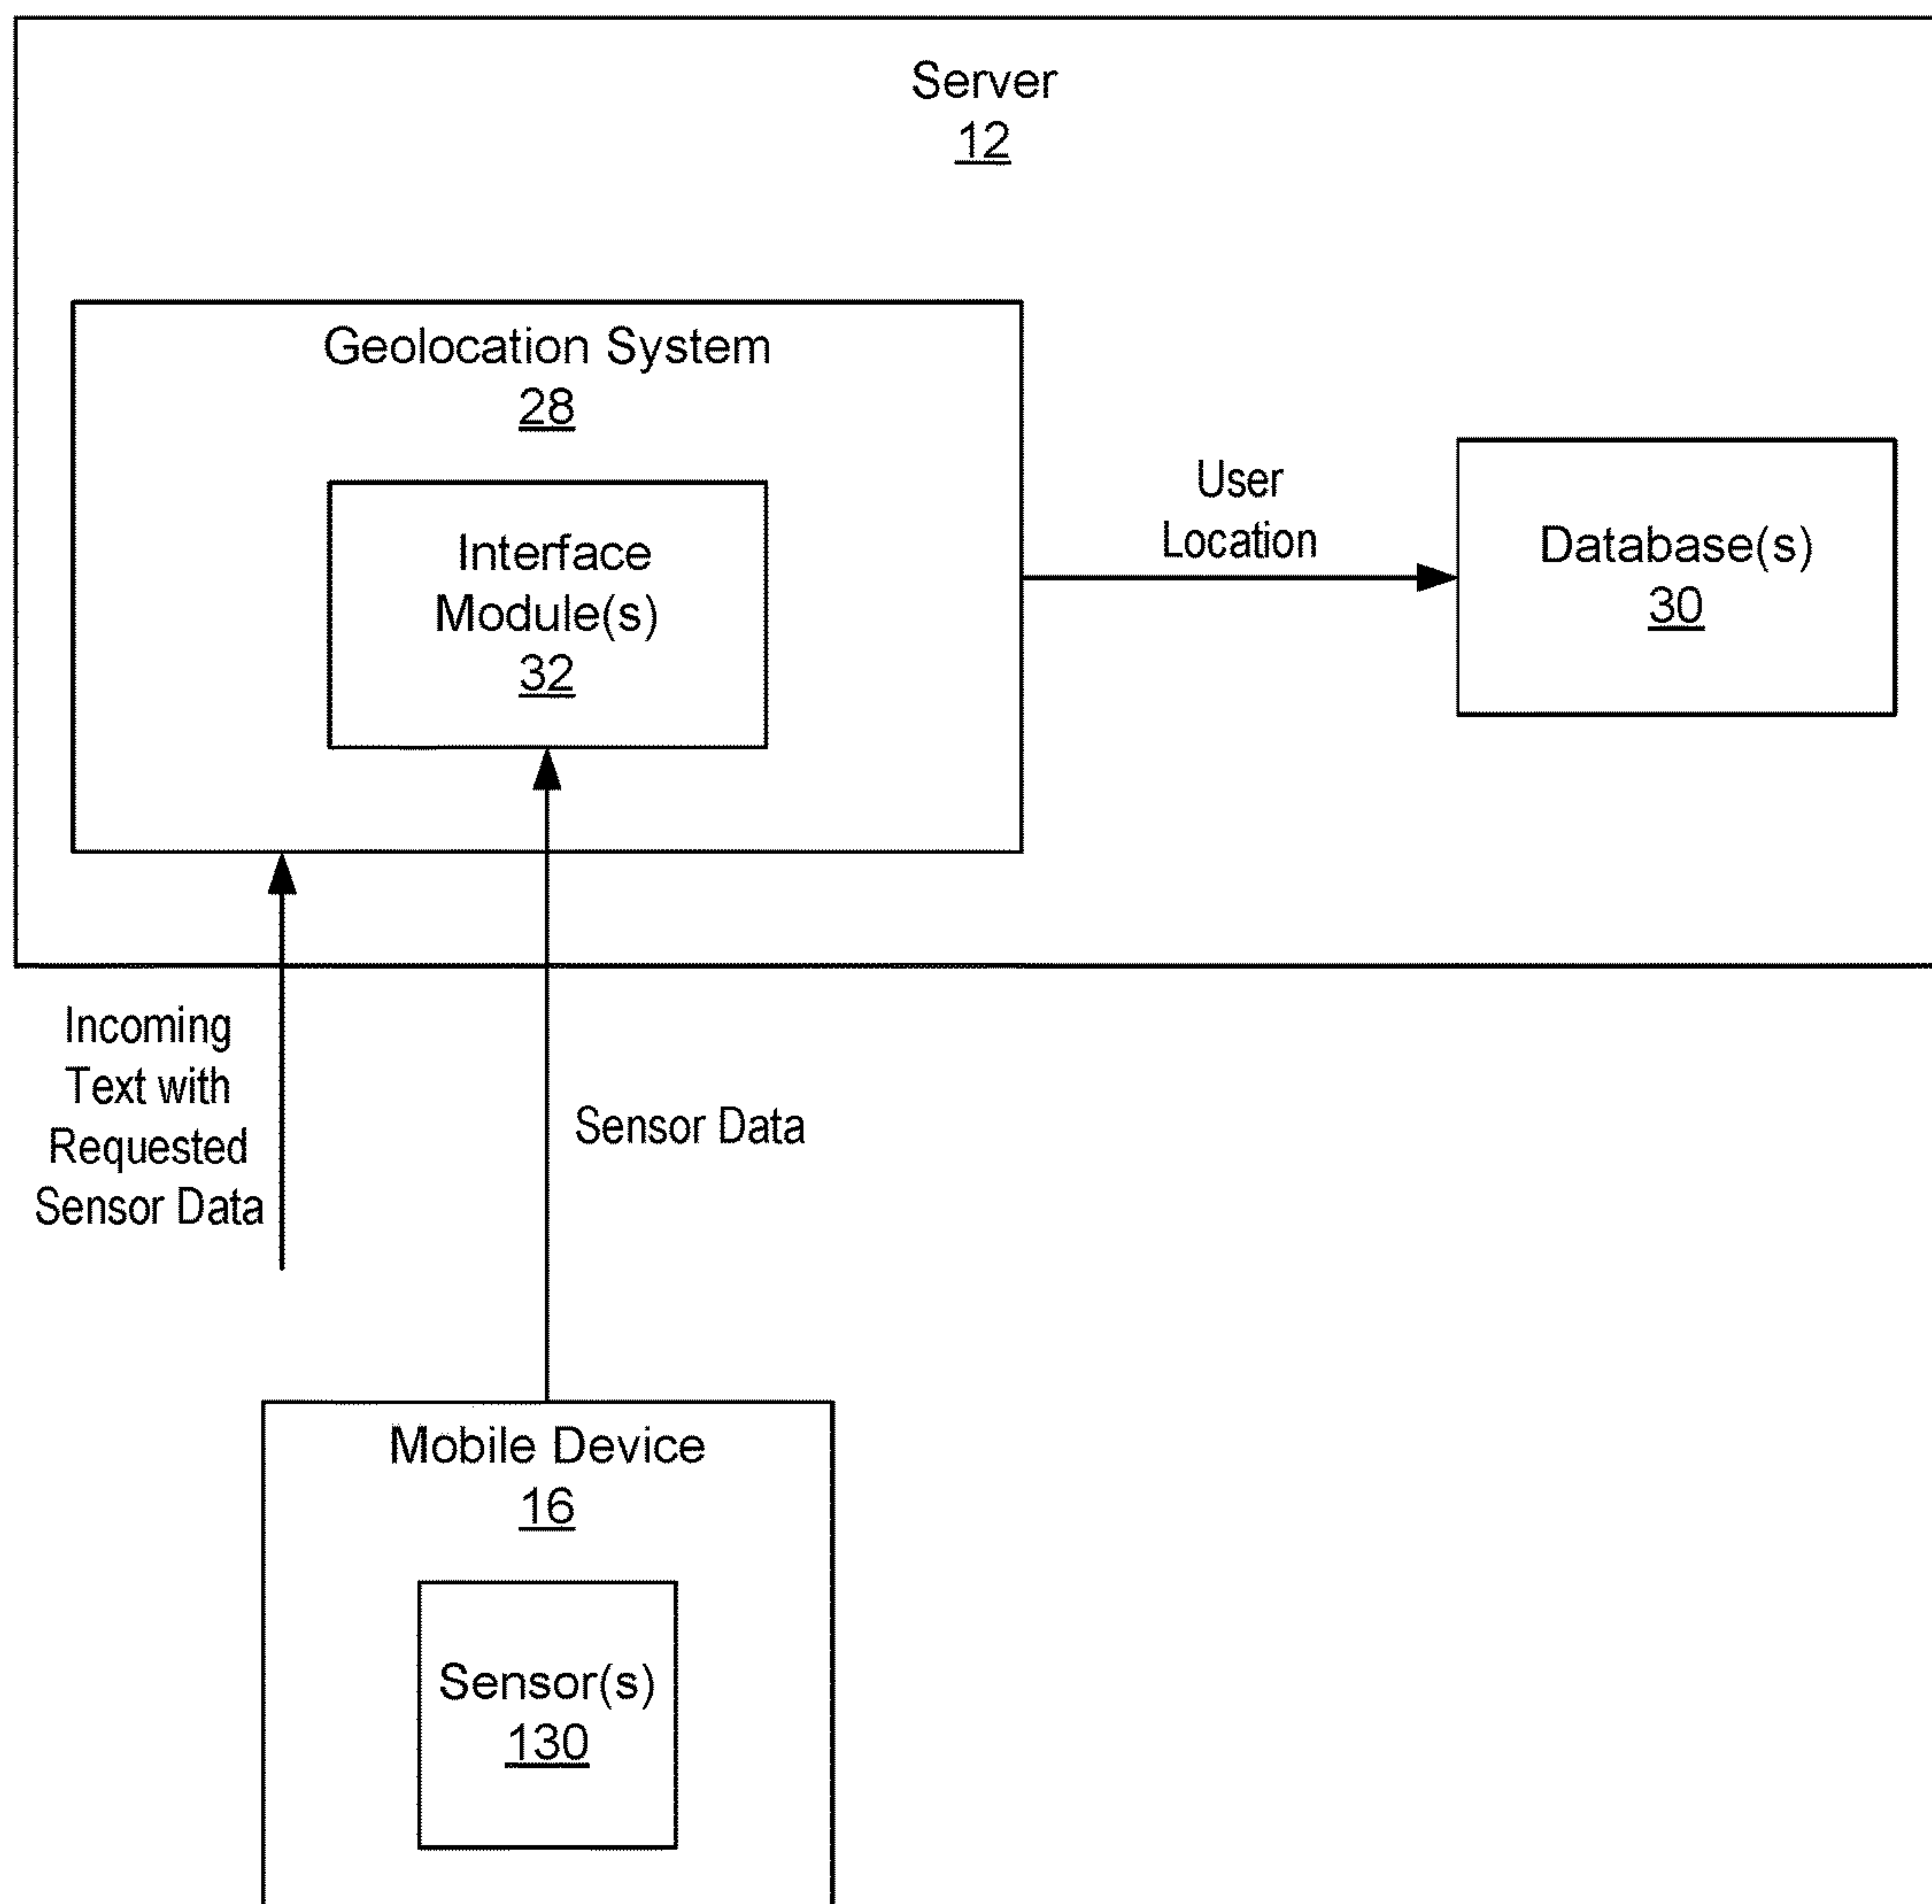 Server
12
Geolocation System
28
Interface
Module(s)
32
User
Location
Database(s)
30
Incoming
Text with
Requested
Sensor Data
Sensor Data
Mobile Device
16
Sensor(s)
130